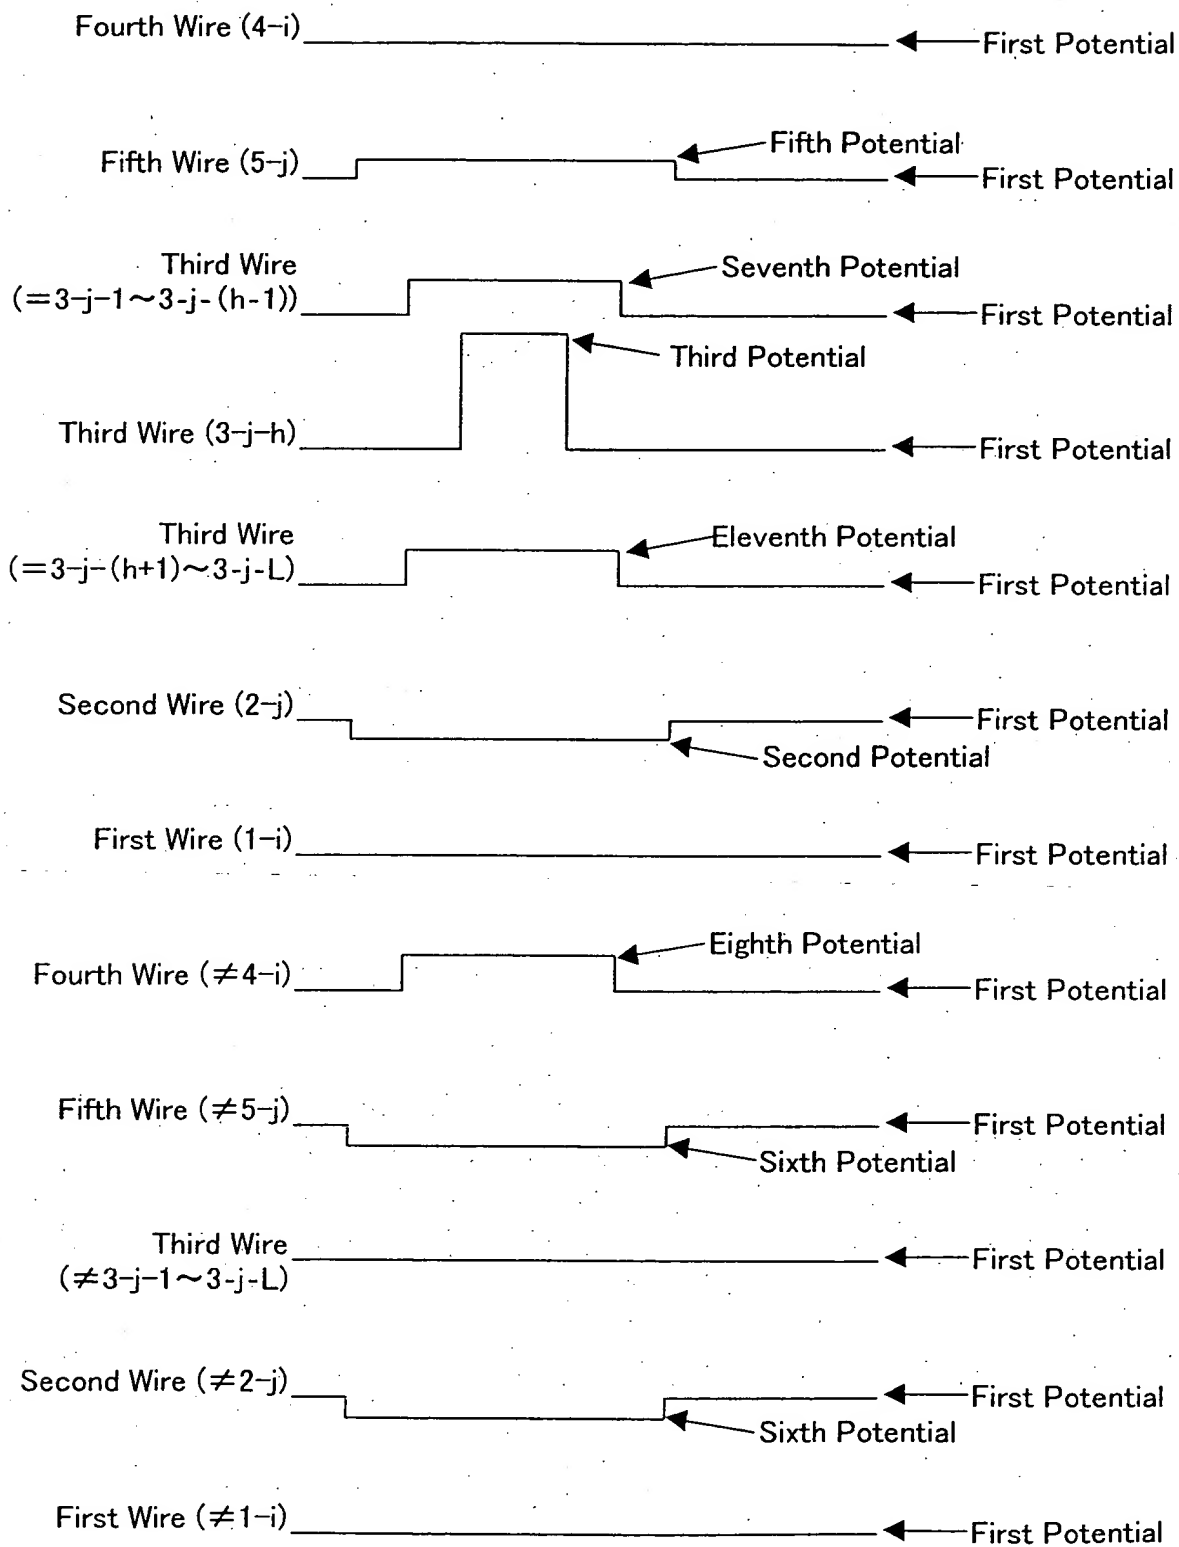 Fourth Wire (4-i)
First Potential
Fifth Potential
Fifth Wire (5-j)
First Potential
Third Wire
(=3-j-1~3-j-(h-1))
Seventh Potential
First Potential
Third Potential
Third Wire (3-j-h)
First Potential
Third Wire
(=3-j-(h+1)~3-j-L)
Eleventh Potential
First Potential
Second Wire (2-j)
First Potential
Second Potential
First Wire (1-i)
First Potential
Eighth Potential
Fourth Wire (≠4-i)
First Potential
Fifth Wire (≠5-j)
First Potential
Sixth Potential
Third Wire
(≠3-j-1~3-j-L)
First Potential
Second Wire (≠2-j)
First Potential
Sixth Potential
First Wire (≠1-i)
First Potential